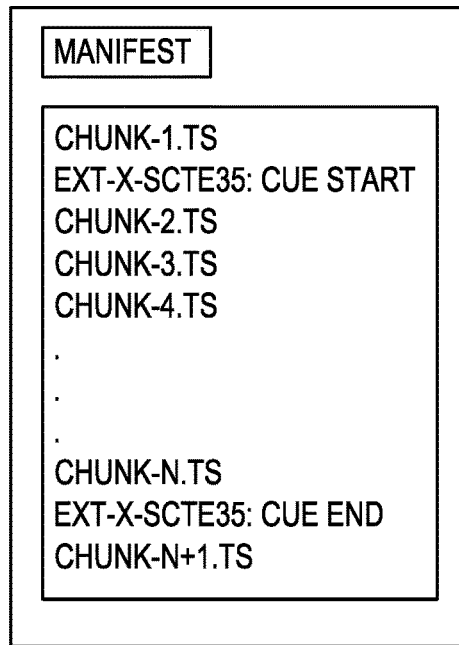 MANIFEST
CHUNK-1.TS
EXT-X-SCTE35: CUE START
CHUNK-2.TS
CHUNK-3.TS
CHUNK-4.TS
.
.
.
CHUNK-N.TS
EXT-X-SCTE35: CUE END
CHUNK-N+1.TS